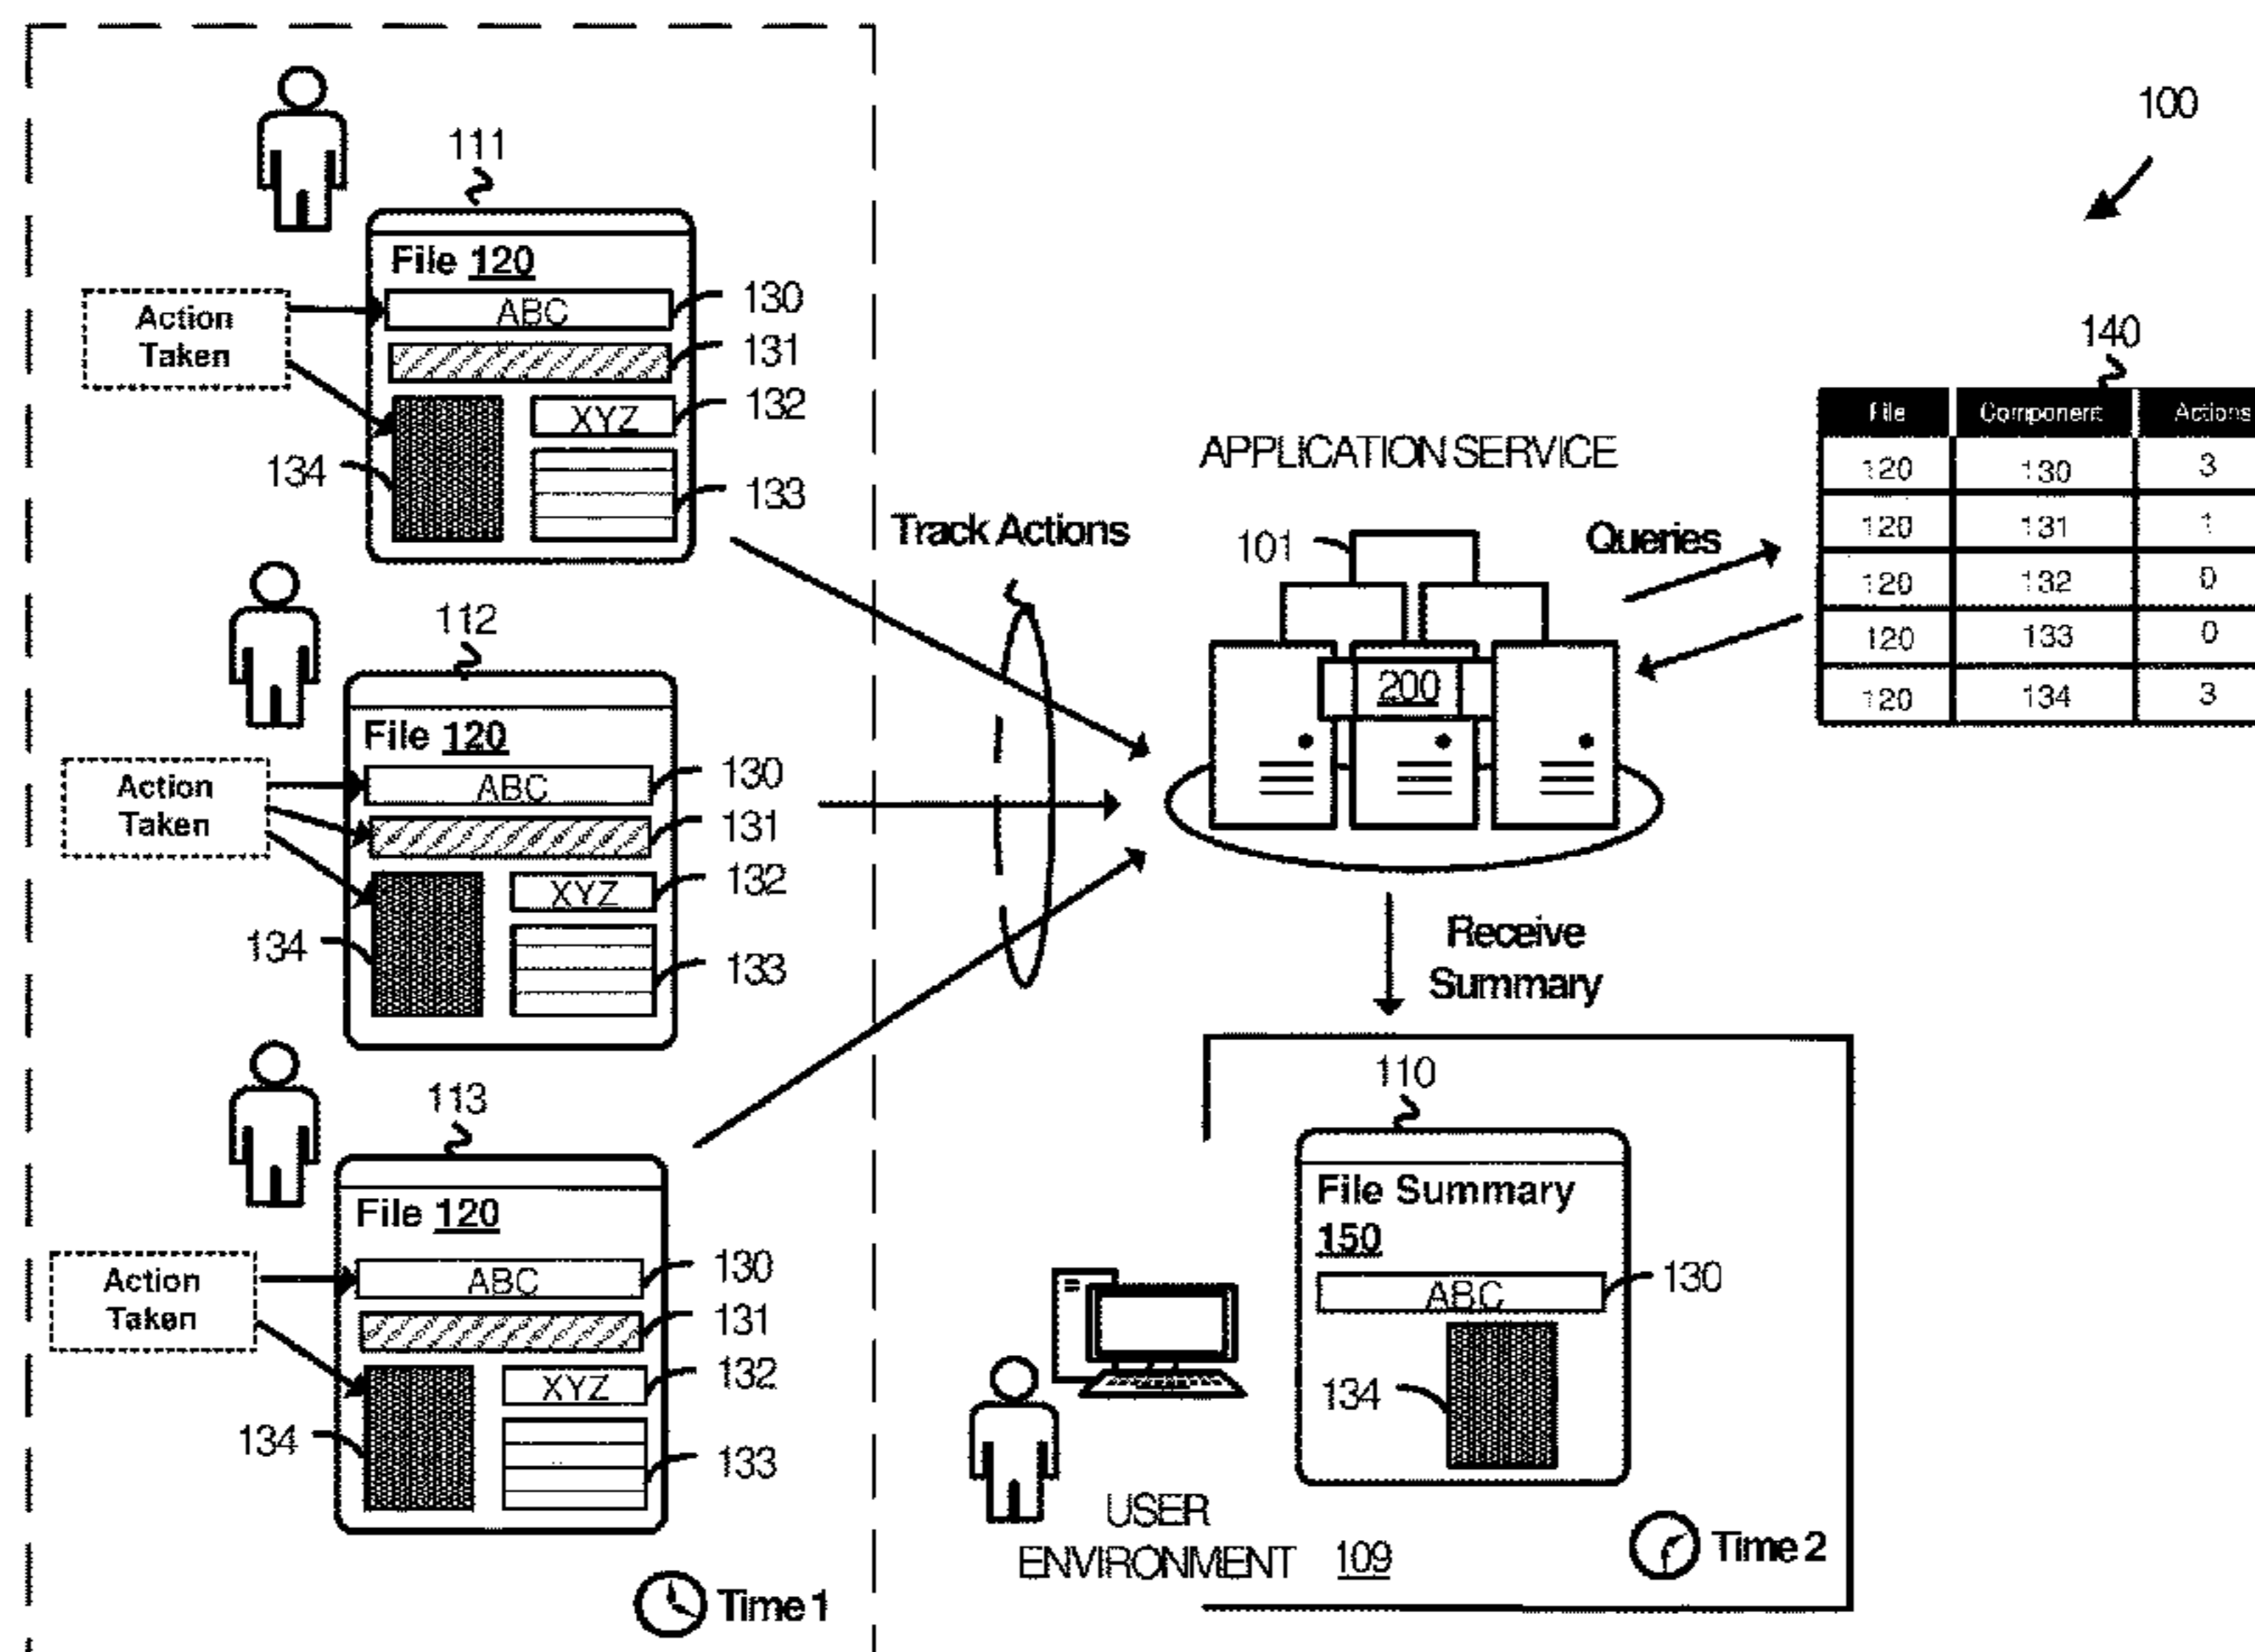 111
File 120
Action
Taken
ABC
130
131
XYZ
132
134
133
112
File 120
Action
Taken
ABC
130
131
XYZ
132
134
133
113
File 120
Action
Taken
ABC
130
131
XYZ
132
134
133
Time 1
Track Actions
APPLICATION SERVICE
101
200
Queries
100
140
File Component Actions
120 130 3
120 131 1
120 132 0
120 133 0
120 134 3
Receive
Summary
110
File Summary
150
ABC
130
134
USER
ENVIRONMENT 109
Time 2